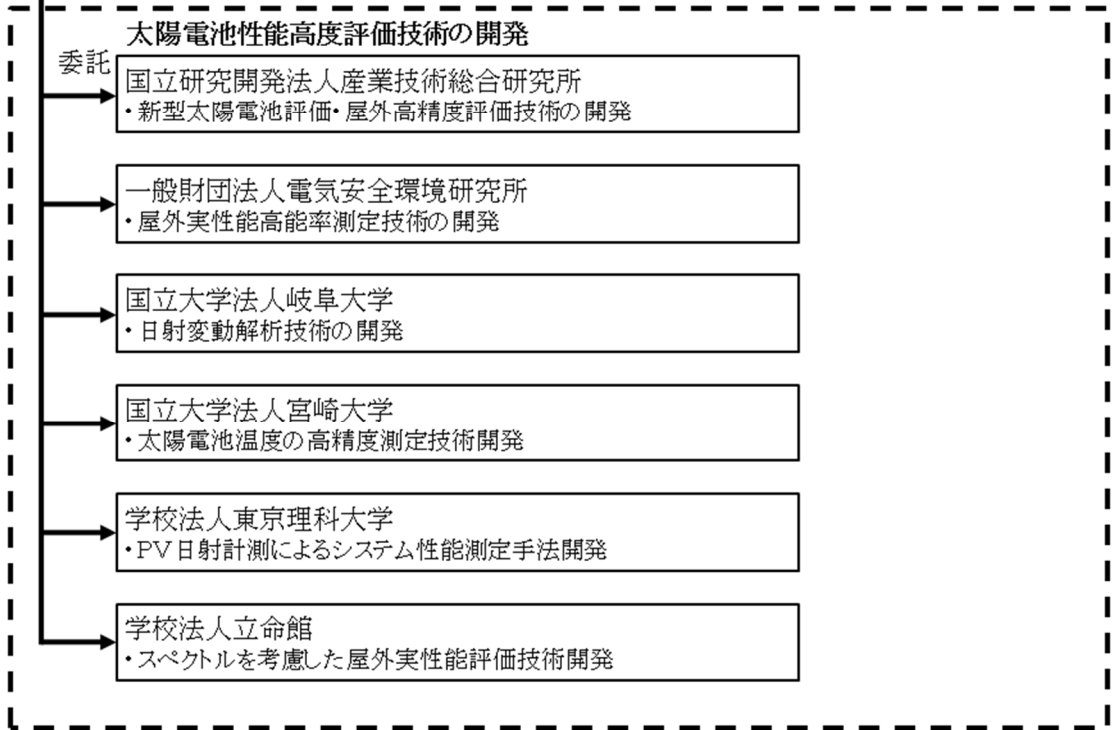 太陽電池性能高度評価技術の開発
委託
国立研究開発法人産業技術総合研究所
・新型太陽電池評価・屋外高精度評価技術の開発
一般財団法人電気安全環境研究所
・屋外実性能高能率測定技術の開発
国立大学法人岐阜大学
・日射変動解析技術の開発
国立大学法人宮崎大学
・太陽電池温度の高精度測定技術開発
学校法人東京理科大学
・PV日射計測によるシステム性能測定手法開発
学校法人立命館
・スペクトルを考慮した屋外実性能評価技術開発